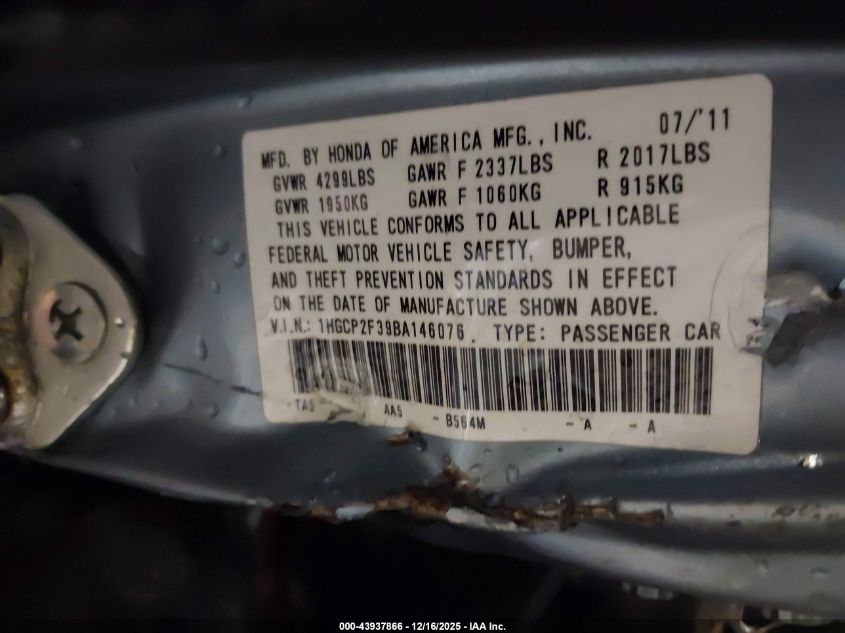 MFD. BY HONDA OF AMERICA MFG., INC. 07/'11
GVWR 4299LBS GAWR F 2337LBS R 2017LBS
GVWR 1950KG GAWR F 1060KG R 915KG
THIS VEHICLE CONFORMS TO ALL APPLICABLE
FEDERAL MOTOR VEHICLE SAFETY, BUMPER,
AND THEFT PREVENTION STANDARDS IN EFFECT
ON THE DATE OF MANUFACTURE SHOWN ABOVE.
V.I.N.: 1HGCP2F39BA146076. TYPE: PASSENGER CAR
AA5 - B564M - A - A
000-43937866 - 12/16/2025 - IAA Inc.